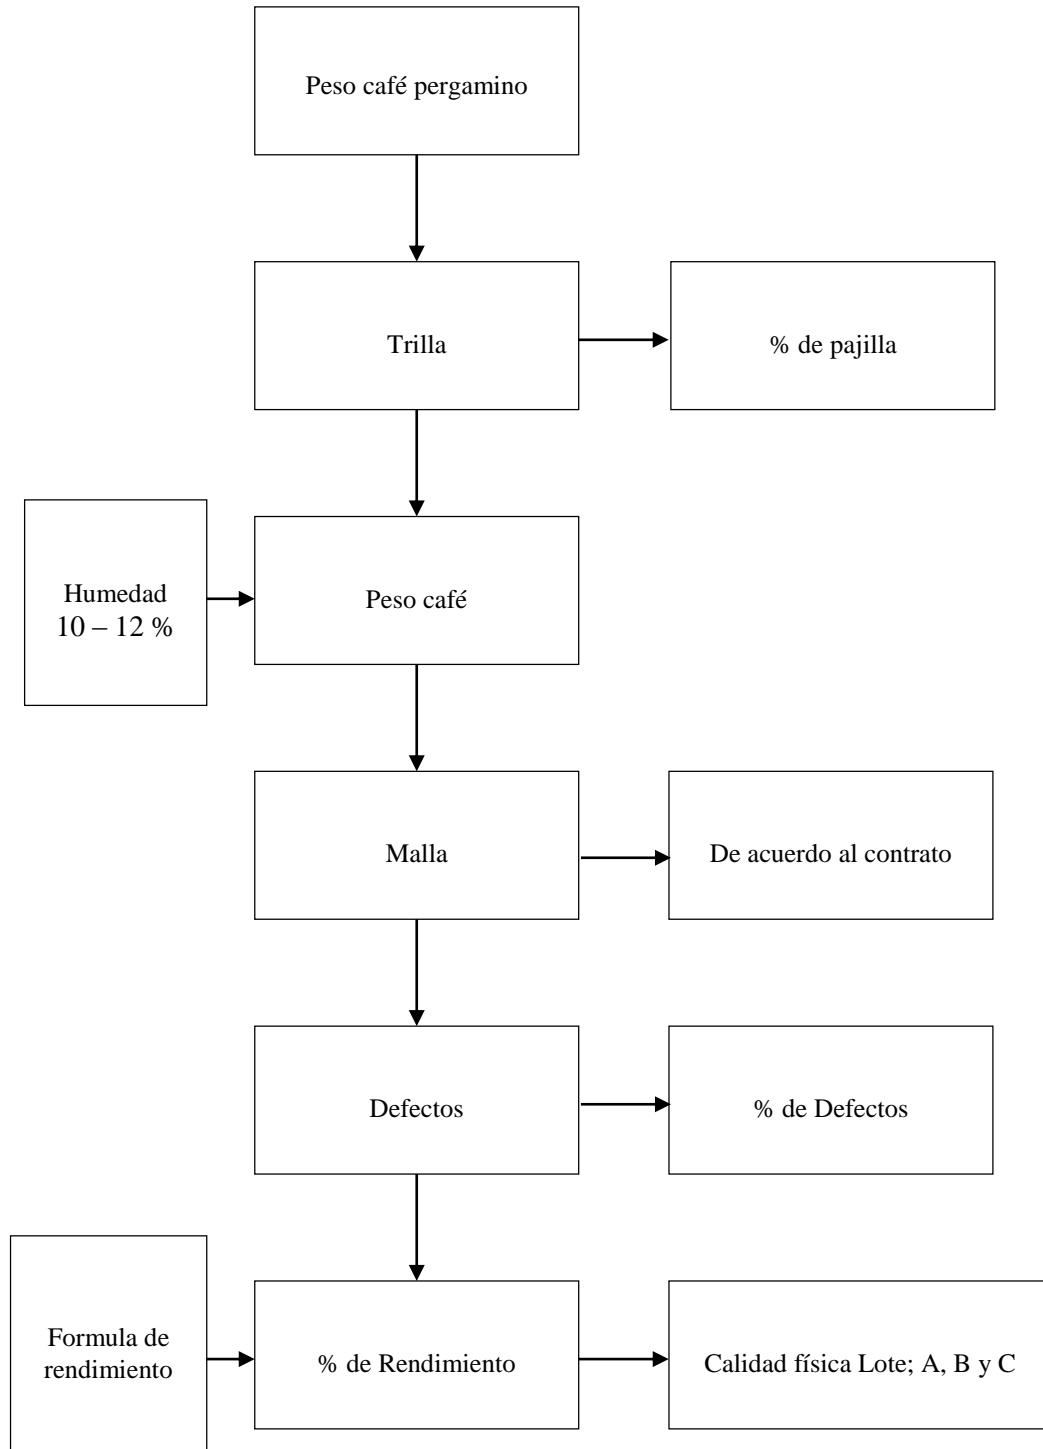 Peso café pergamino
Trilla
% de pajilla
Humedad
10 – 12 %
Peso café
Malla
De acuerdo al contrato
Defectos
% de Defectos
Formula de
rendimiento
% de Rendimiento
Calidad física Lote; A, B y C